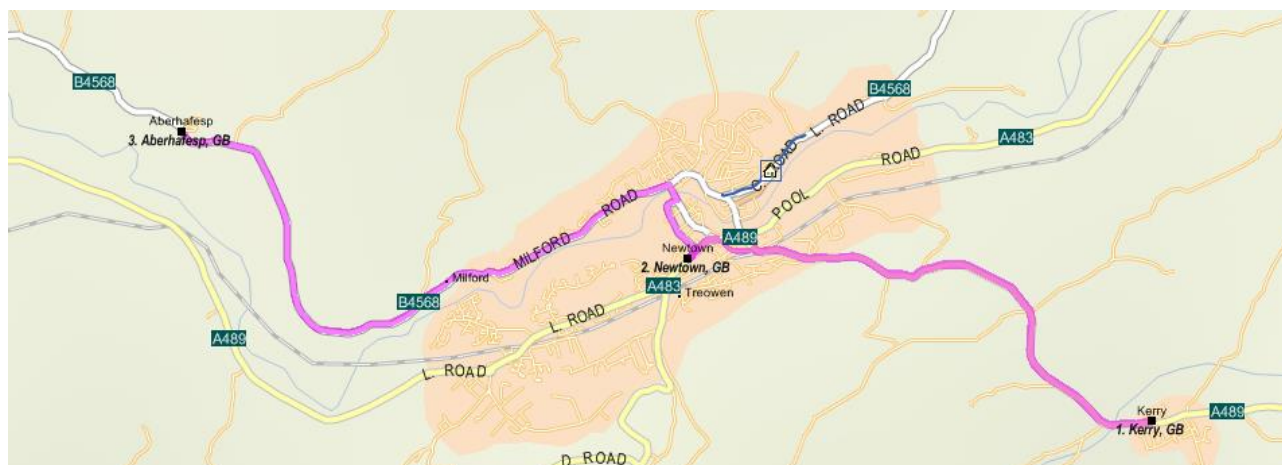 B4568
Aberhafesp
3. Aberhafesp, GB
B4568
L. ROAD
A483
C. ROAD
POOL ROAD
MILFORD ROAD
A489
Newtown
2. Newtown, GB
A483
Treowen
Milford
B4568
L. ROAD
A489
L. ROAD
Kerry
1. Kerry, GB
A489
D ROAD